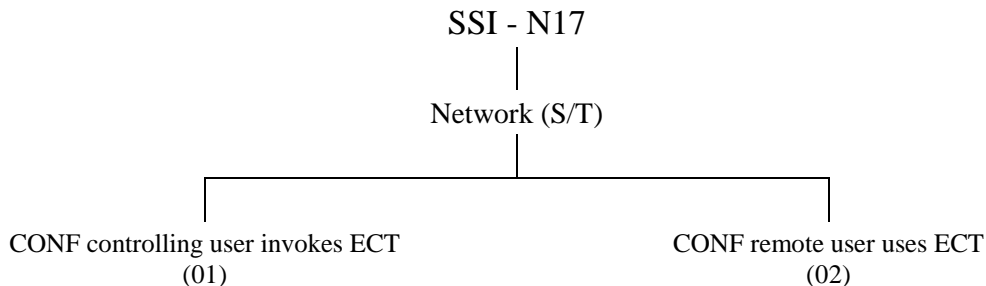 SSI - N17
Network (S/T)
CONF controlling user invokes ECT
(01)
CONF remote user uses ECT
(02)